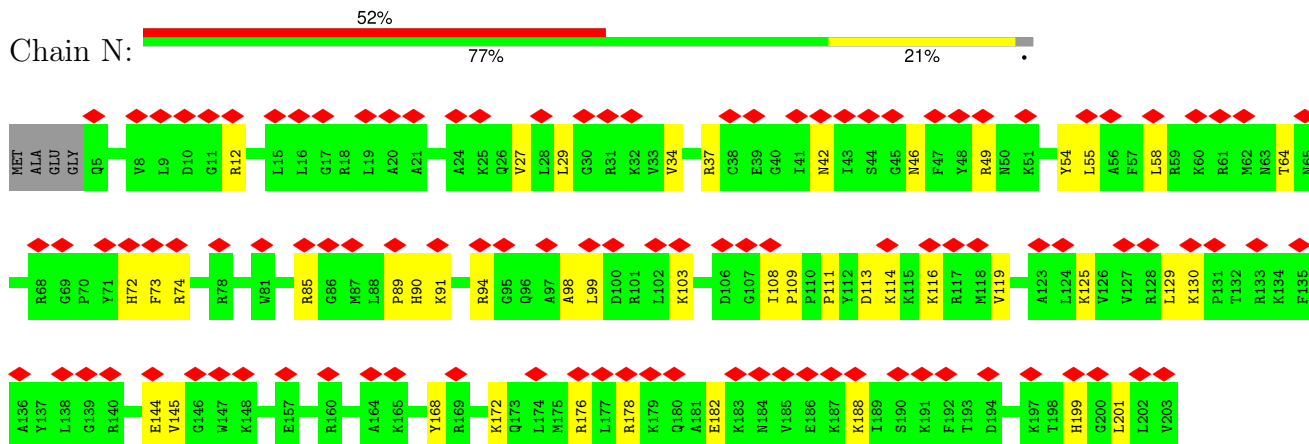 52%
Chain N:
77% 21% •
MET ALA GLU GLY Q5 V8 L9 D10 G11 R12 L15 L16 G17 R18 L19 A20 A21 A24 K25 Q26 V27 L28 L29 G30 R31 K32 V33 V34 R37 C38 E39 G40 I41 N42 I43 S44 G45 N46 F47 Y48 R49 N50 K51 Y54 L55 A56 F57 L58 R59 K60 R61 M62 N63 T64 N65
R68 G69 P70 Y71 H72 F73 R74 R78 W81 R85 G86 M87 L88 P89 H90 K91 R94 G95 Q96 A97 A98 L99 D100 R101 L102 K103 D106 G107 I108 P109 P110 P111 Y112 D113 K114 K115 K116 R117 M118 V119 A123 L124 K125 V126 V127 R128 L129 K130 P131 T132 R133 K134 F135
A136 Y137 L138 G139 R140 E144 V145 G146 W147 K148 E157 R160 A164 K165 Y168 R169 K172 Q173 L174 M175 R176 L177 R178 K179 Q180 A181 E182 K183 N184 V185 E186 K187 K188 I189 S190 K191 F192 T193 D194 K197 T198 H199 G200 L201 L202 V203